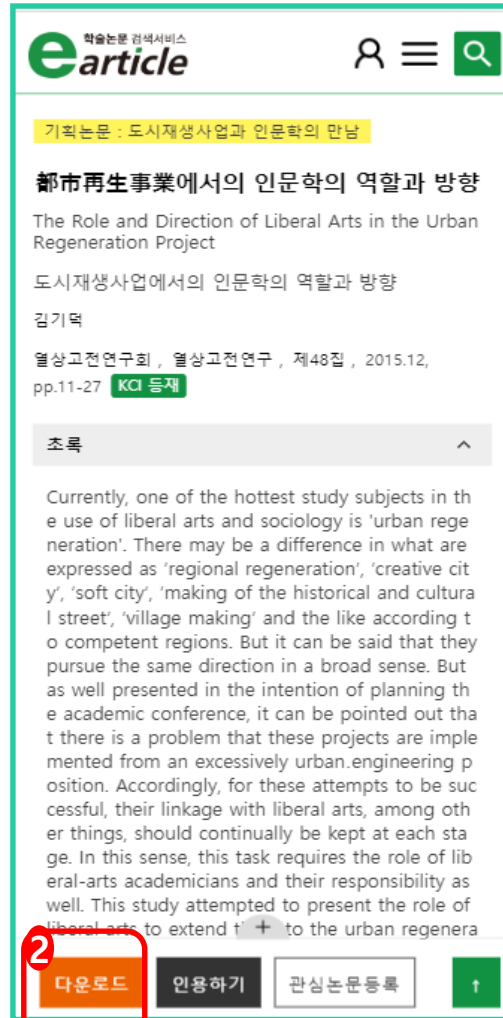 학술논문 검색서비스
earticle
기획논문 : 도시재생사업과 인문학의 만남
都市再生事業에서의 인문학의 역할과 방향
The Role and Direction of Liberal Arts in the Urban
Regeneration Project
도시재생사업에서의 인문학의 역할과 방향
김기덕
열상고전연구회 , 열상고전연구 , 제48집 , 2015.12,
pp.11-27 KCI 등재
초록
Currently, one of the hottest study subjects in th
e use of liberal arts and sociology is 'urban rege
neration'. There may be a difference in what are
expressed as ‘regional regeneration’, ‘creative cit
y’, ‘soft city’, ‘making of the historical and cultura
l street’, ‘village making’ and the like according t
o competent regions. But it can be said that they
pursue the same direction in a broad sense. But
as well presented in the intention of planning th
e academic conference, it can be pointed out tha
t there is a problem that these projects are imple
mented from an excessively urban.engineering p
osition. Accordingly, for these attempts to be suc
cessful, their linkage with liberal arts, among oth
er things, should continually be kept at each sta
ge. In this sense, this task requires the role of lib
eral-arts academicians and their responsibility as
well. This study attempted to present the role of
liberal arts to extend + to the urban regenera
2
다운로드 인용하기 관심논문등록 ↑